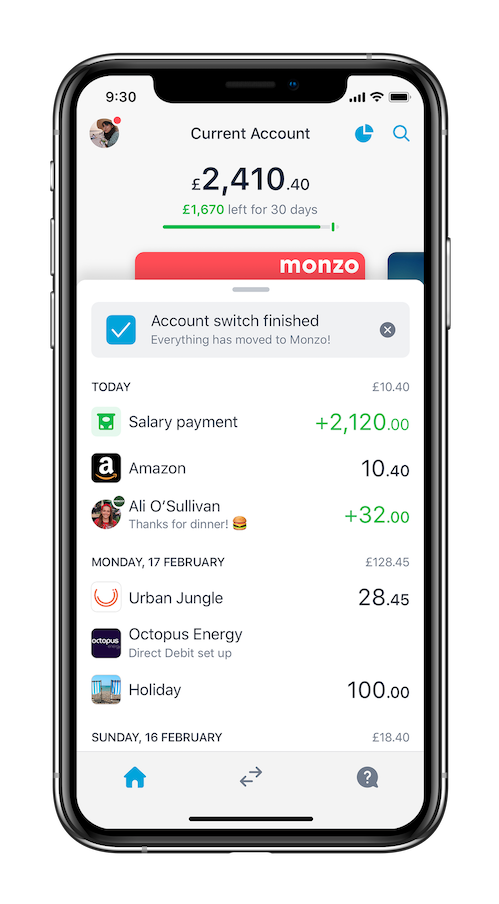 9:30
Current Account
£2,410.40
£1,670 left for 30 days
monzo
Account switch finished
Everything has moved to Monzo!
TODAY £10.40
Salary payment +2,120.00
Amazon 10.40
Ali O’Sullivan
Thanks for dinner! 🍔 +32.00
MONDAY, 17 FEBRUARY £128.45
Urban Jungle 28.45
octopus
energy
Octopus Energy
Direct Debit set up
Holiday 100.00
SUNDAY, 16 FEBRUARY £18.40